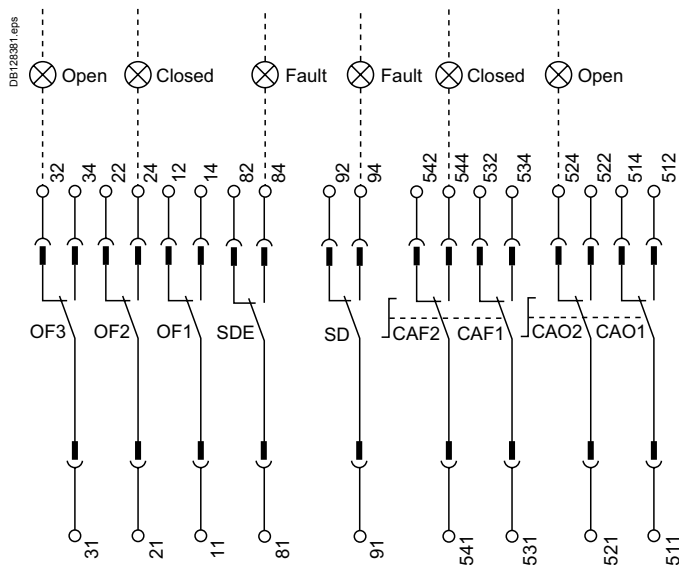 DB128381.eps
Open Closed Fault Fault Closed Open
32 34 22 24 12 14 82 84 92 94 542 544 532 534 524 522 514 512
OF3 OF2 OF1 SDE SD CAF2 CAF1 CAO2 CAO1
31 21 11 81 91 541 531 521 511